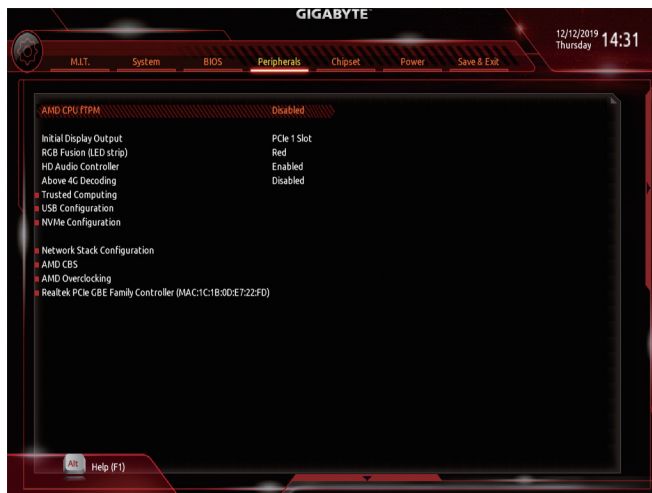 GIGABYTE™
12/12/2019 14:31
Thursday
M.I.T. System BIOS Peripherals Chipset Power Save & Exit
AMD CPU fTPM Disabled
Initial Display Output PCIe 1 Slot
RGB Fusion (LED strip) Red
HD Audio Controller Enabled
Above 4G Decoding Disabled
Trusted Computing
USB Configuration
NVMe Configuration
Network Stack Configuration
AMD CBS
AMD Overclocking
Realtek PCIe GBE Family Controller (MAC:1C:1B:0D:E7:22:FD)
Alt Help (F1)